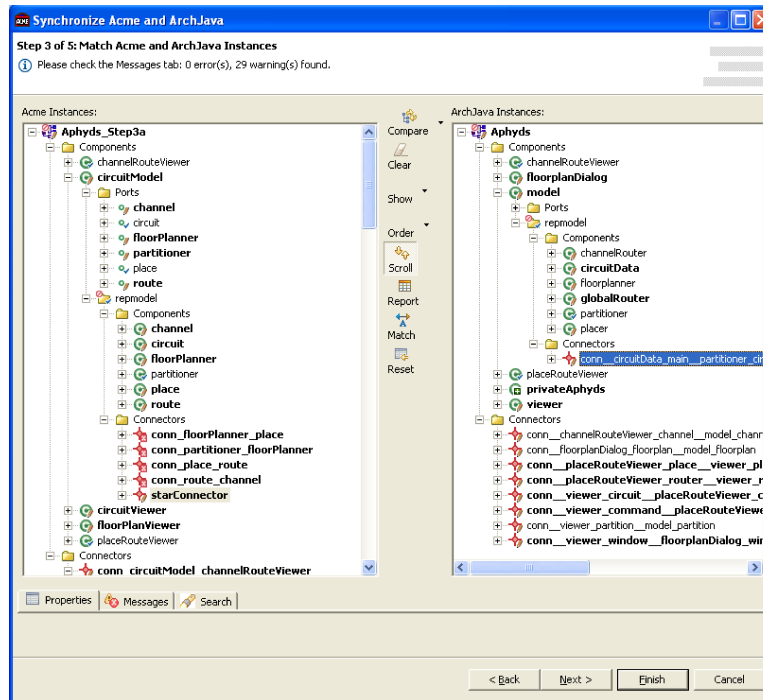 Synchronize Acme and ArchJava
Step 3 of 5: Match Acme and ArchJava Instances
Please check the Messages tab: 0 error(s), 29 warning(s) found.
Acme Instances:
Aphyds_Step3a
Components
channelRouteViewer
circuitModel
Ports
channel
circuit
floorPlanner
partitioner
place
route
repmodel
Components
channel
circuit
floorPlanner
partitioner
place
route
Connectors
conn_floorPlanner_place
conn_partitioner_floorPlanner
conn_place_route
conn_route_channel
starConnector
circuitViewer
floorPlanViewer
placeRouteViewer
Connectors
conn_circuitModel_channelRouteViewer
Compare
Clear
Show
Order
Scroll
Report
Match
Reset
ArchJava Instances:
Aphyds
Components
channelRouteViewer
floorplanDialog
model
Ports
repmodel
Components
channelRouter
circuitData
floorplanner
globalRouter
partitioner
placer
Connectors
conn__circuitData_main__partitioner_cir
placeRouteViewer
privateAphyds
viewer
Connectors
conn__channelRouteViewer_channel__model_chann
conn__floorplanDialog_floorplan__model_floorplan
conn__placeRouteViewer_place__viewer_pl
conn__placeRouteViewer_router__viewer_r
conn__viewer_circuit__placeRouteViewer_c
conn__viewer_command__placeRouteViewe
conn__viewer_partition__model_partition
conn__viewer_window__floorplanDialog_win
Properties
Messages
Search
< Back
Next >
Finish
Cancel